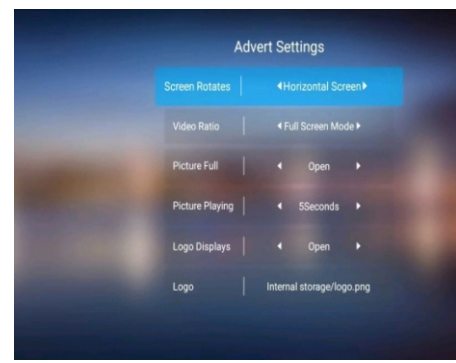 Advert Settings
Screen Rotates Horizontal Screen
Video Ratio Full Screen Mode
Picture Full Open
Picture Playing 5Seconds
Logo Displays Open
Logo Internal storage/logo.png